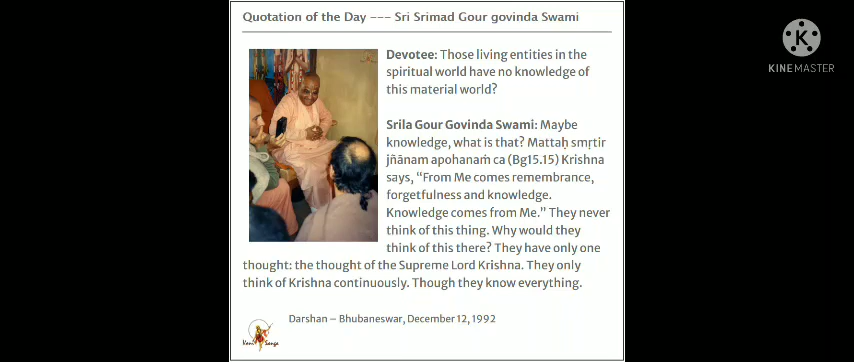 Quotation of the Day --- Sri Srimad Gour govinda Swami
Devotee: Those living entities in the
spiritual world have no knowledge of
this material world?
Srila Gour Govinda Swami: Maybe
knowledge, what is that? Mattaḥ smṛtir
jñānam apohanaṁ ca (Bg15.15) Krishna
says, “From Me comes remembrance,
forgetfulness and knowledge.
Knowledge comes from Me.” They never
think of this thing. Why would they
think of this there? They have only one
thought: the thought of the Supreme Lord Krishna. They only
think of Krishna continuously. Though they know everything.
Darshan – Bhubaneswar, December 12, 1992
Vani Sanga
K
KINEMASTER